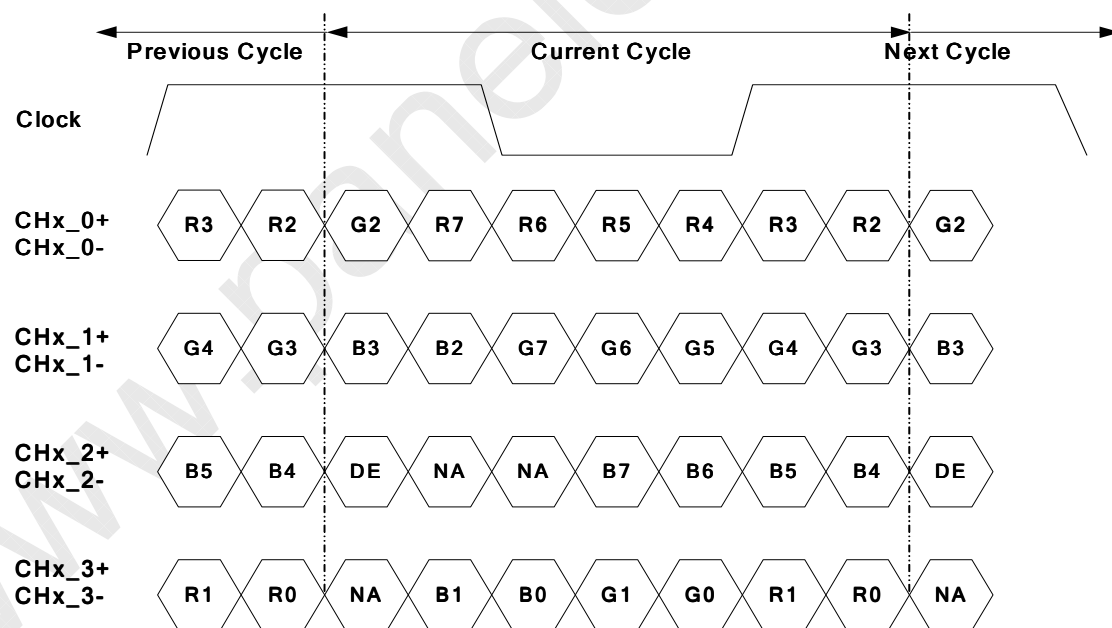 Previous Cycle Current Cycle Next Cycle
Clock
CHx_0+
CHx_0-
R3 R2 G2 R7 R6 R5 R4 R3 R2 G2
CHx_1+
CHx_1-
G4 G3 B3 B2 G7 G6 G5 G4 G3 B3
CHx_2+
CHx_2-
B5 B4 DE NA NA B7 B6 B5 B4 DE
CHx_3+
CHx_3-
R1 R0 NA B1 B0 G1 G0 R1 R0 NA